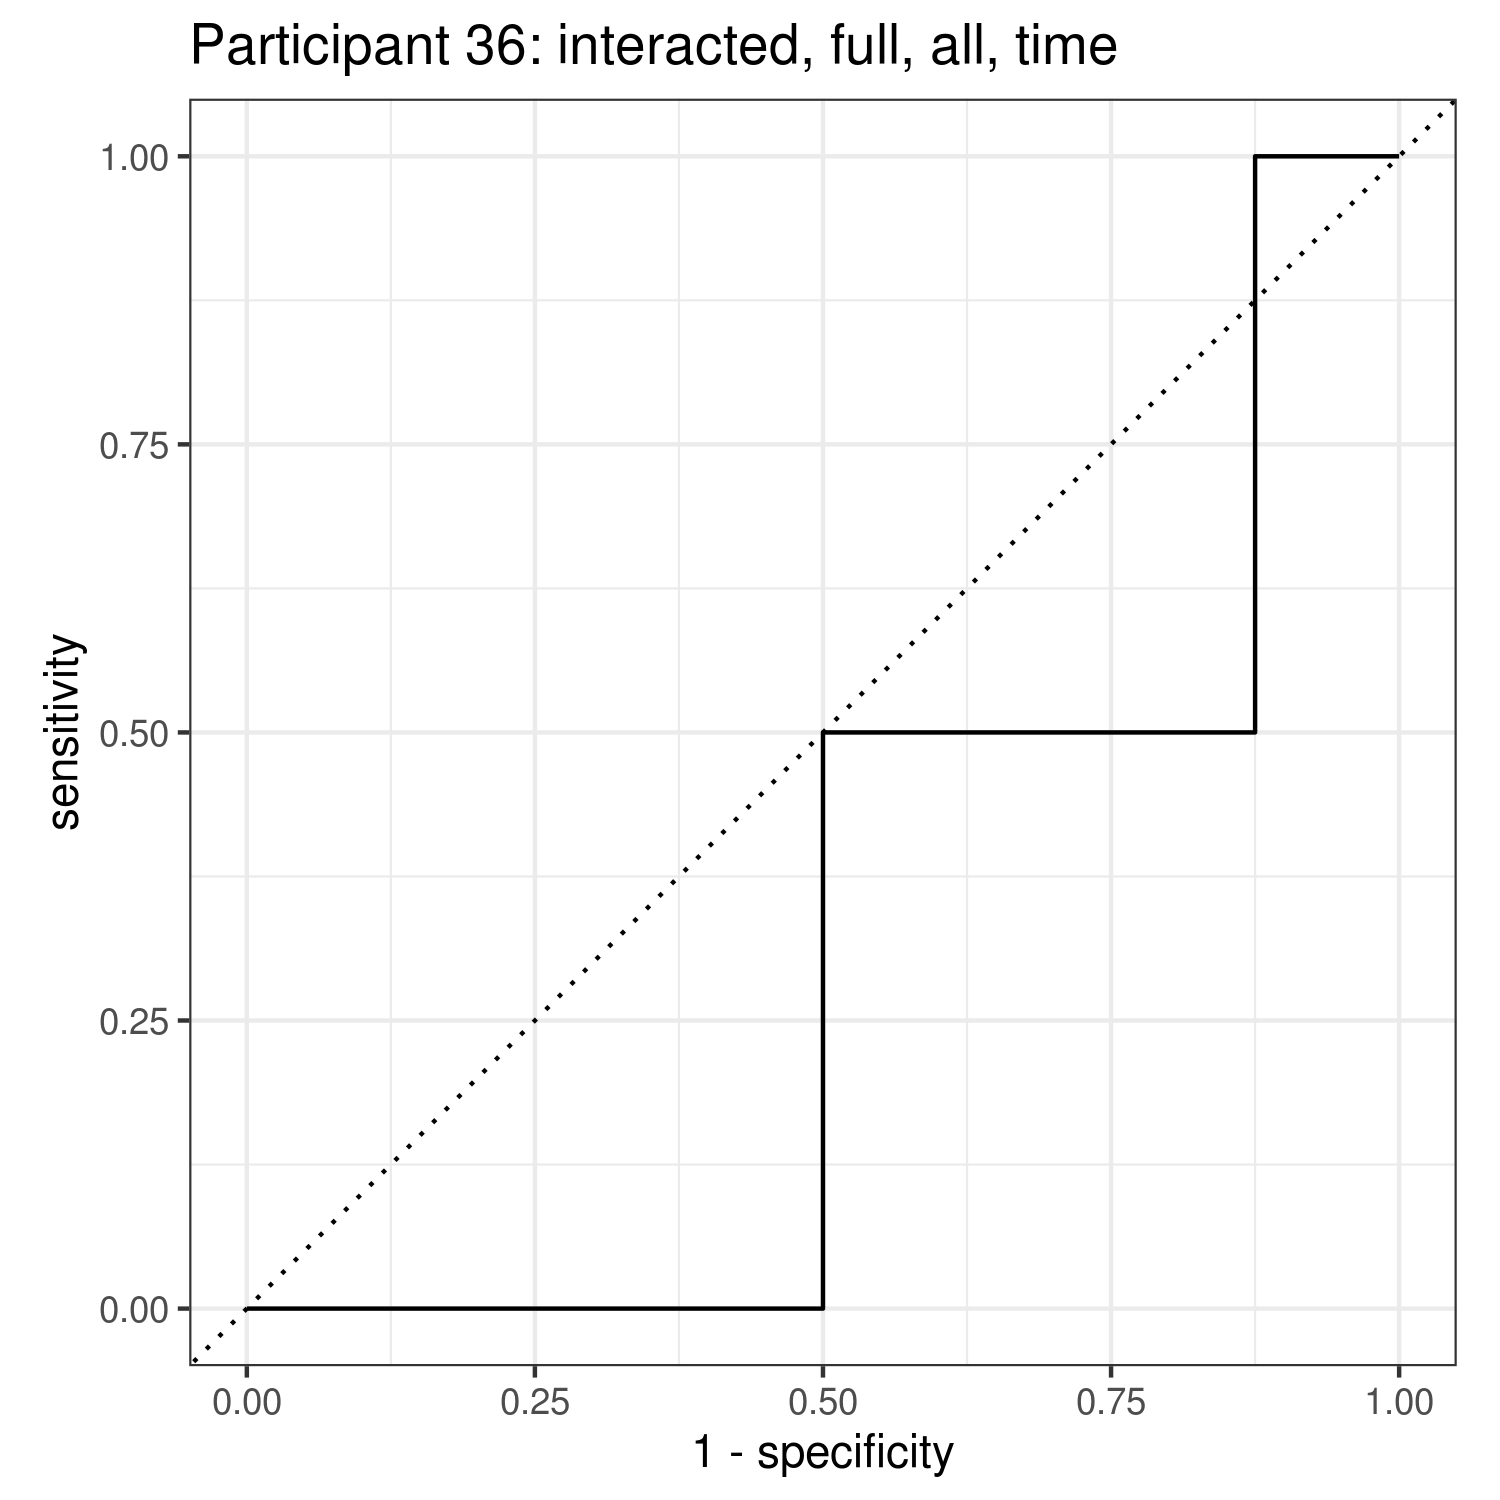 Participant 36: interacted, full, all, time
1.00
0.75
0.50
0.25
0.00
sensitivity
0.00 0.25 0.50 0.75 1.00
1 - specificity